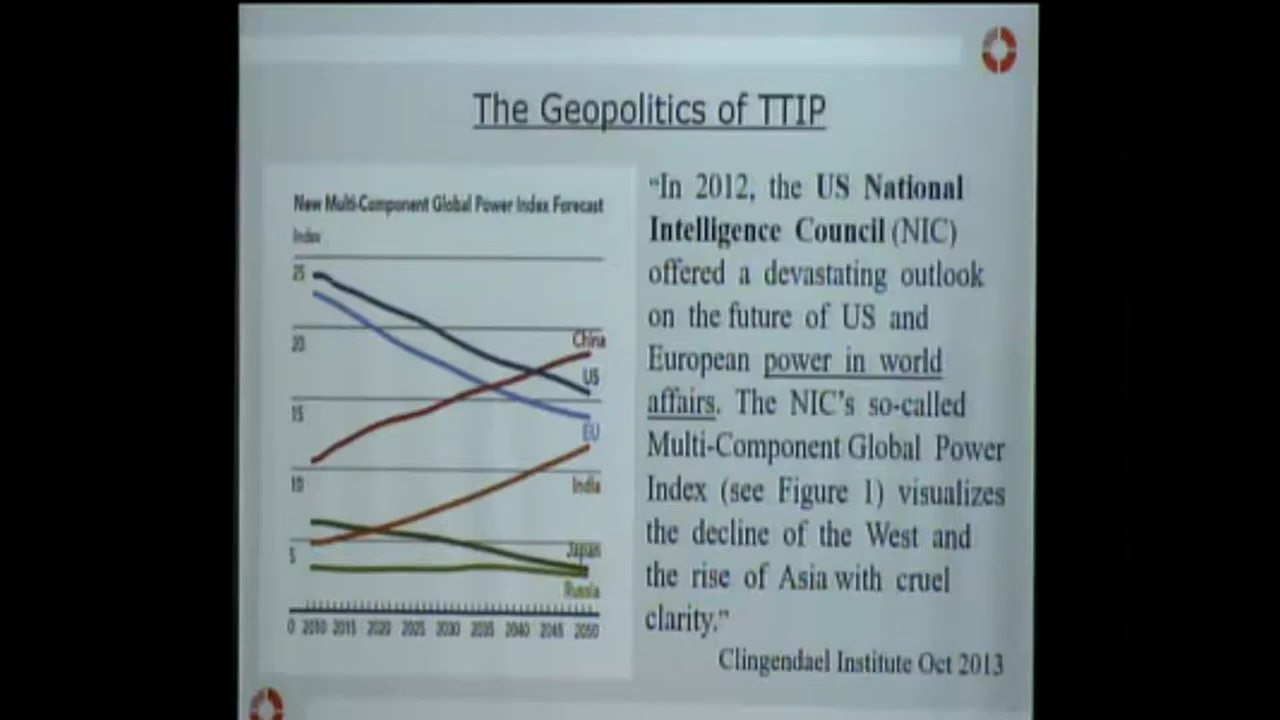 The Geopolitics of TTIP
New Multi-Component Global Power Index Forecast
Index
25
20
15
10
5
China
US
EU
India
Japan
Russia
0 2010 2015 2020 2025 2030 2035 2040 2045 2050
“In 2012, the US National
Intelligence Council (NIC)
offered a devastating outlook
on the future of US and
European power in world
affairs. The NIC’s so-called
Multi-Component Global Power
Index (see Figure 1) visualizes
the decline of the West and
the rise of Asia with cruel
clarity.”
Clingendael Institute Oct 2013